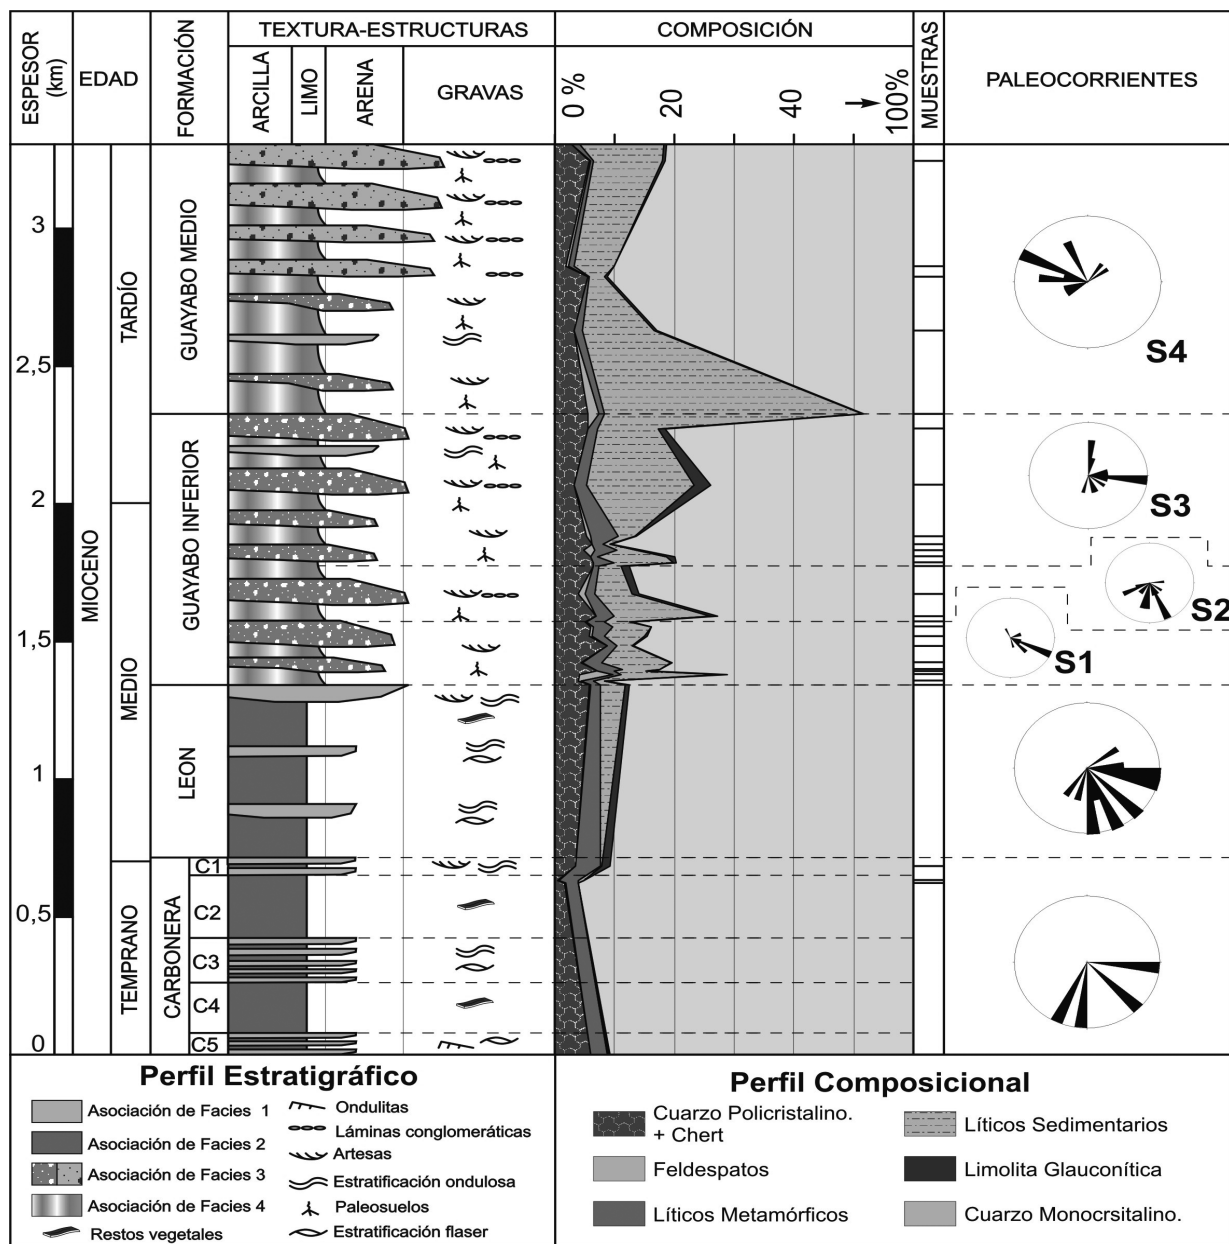 ESPESOR
(km)
EDAD
FORMACIÓN
TEXTURA-ESTRUCTURAS
ARCILLA
LIMO
ARENA
GRAVAS
COMPOSICIÓN
0 %
20
40
100%
MUESTRAS
PALEOCORRIENTES
3
2,5
2
1,5
1
0,5
0
MIOCENO
TARDÍO
MEDIO
TEMPRANO
GUAYABO MEDIO
GUAYABO INFERIOR
LEON
CARBONERA
C1
C2
C3
C4
C5
S4
S3
S2
S1
Perfil Estratigráfico
Asociación de Facies 1
Asociación de Facies 2
Asociación de Facies 3
Asociación de Facies 4
Restos vegetales
Ondulitas
Láminas conglomeráticas
Artesas
Estratificación ondulosa
Paleosuelos
Estratificación flaser
Perfil Composicional
Cuarzo Policristalino.
+ Chert
Feldespatos
Líticos Metamórficos
Líticos Sedimentarios
Limolita Glauconítica
Cuarzo Monocrsitalino.